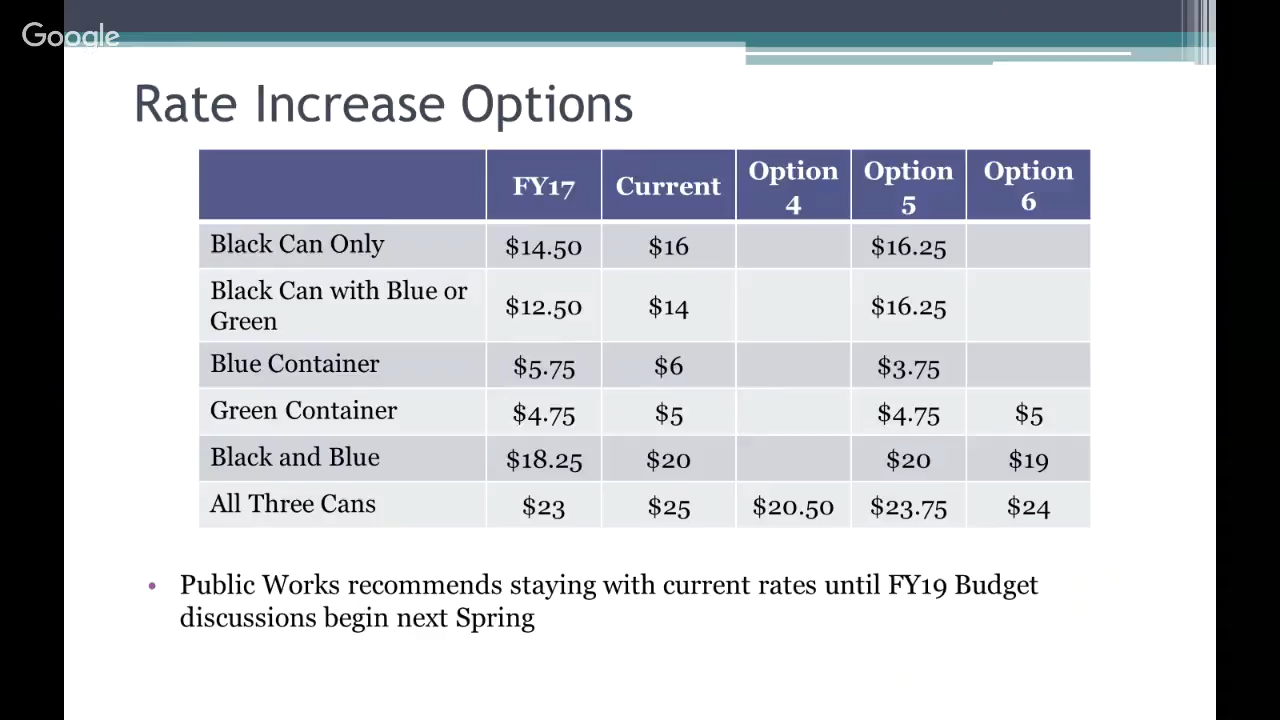 Google
Rate Increase Options
FY17 Current Option 4 Option 5 Option 6
Black Can Only $14.50 $16 $16.25
Black Can with Blue or Green $12.50 $14 $16.25
Blue Container $5.75 $6 $3.75
Green Container $4.75 $5 $4.75 $5
Black and Blue $18.25 $20 $20 $19
All Three Cans $23 $25 $20.50 $23.75 $24
• Public Works recommends staying with current rates until FY19 Budget
discussions begin next Spring